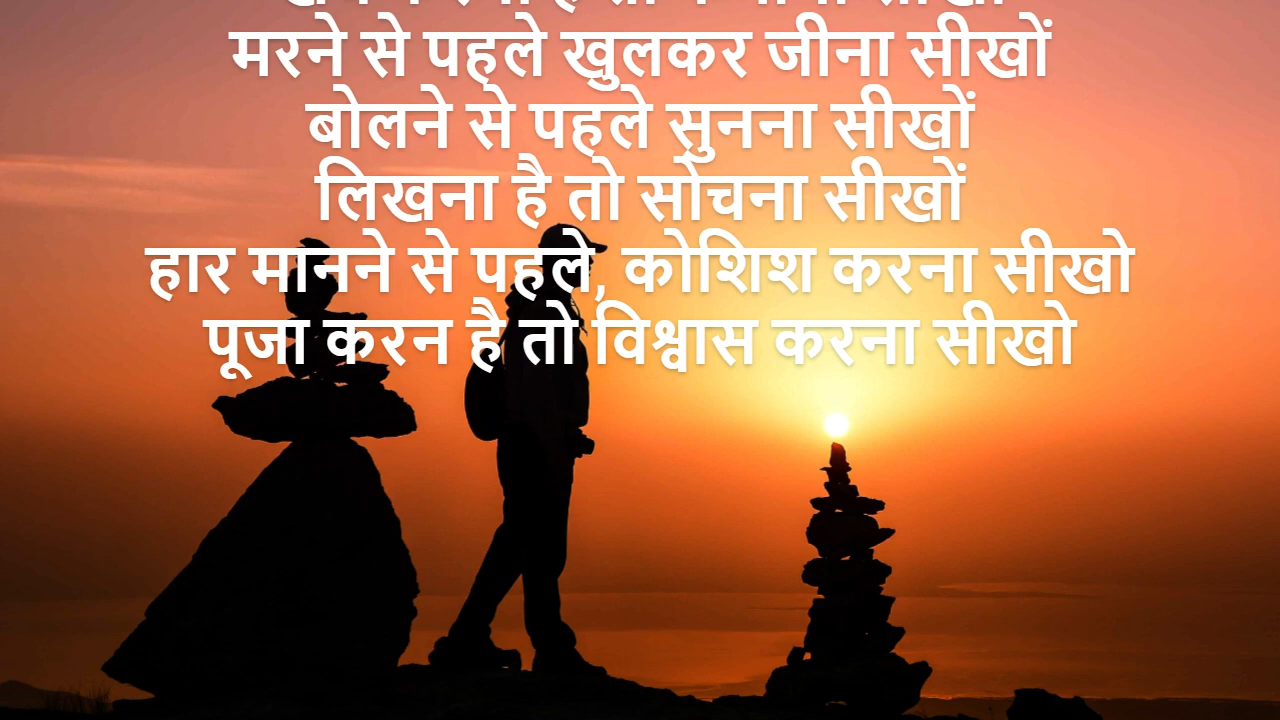 मरने से पहले खुलकर जीना सीखों
बोलने से पहले सुनना सीखों
लिखना है तो सोचना सीखों
हार मानने से पहले, कोशिश करना सीखो
पूजा करन है तो विश्वास करना सीखो